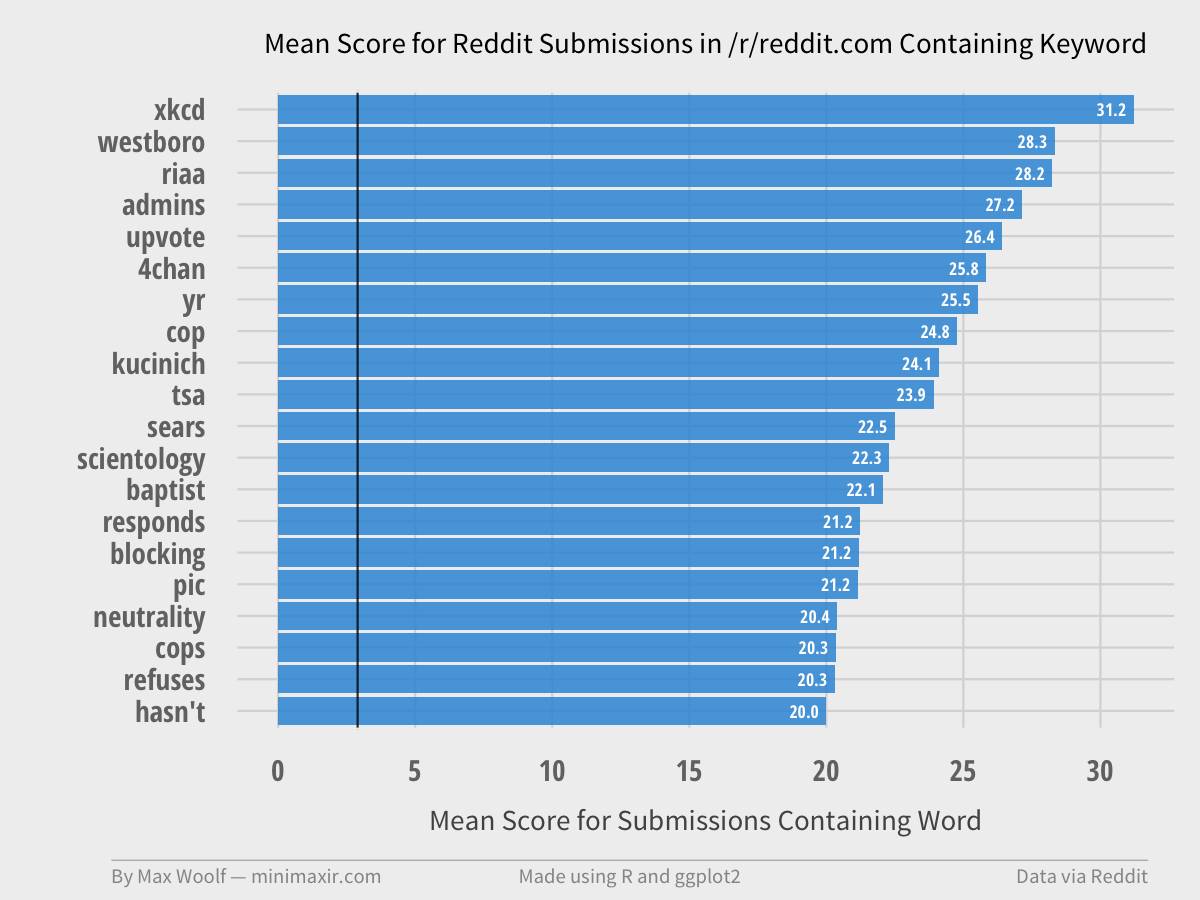 Mean Score for Reddit Submissions in /r/reddit.com Containing Keyword
xkcd 31.2
westboro 28.3
riaa 28.2
admins 27.2
upvote 26.4
4chan 25.8
yr 25.5
cop 24.8
kucinich 24.1
tsa 23.9
sears 22.5
scientology 22.3
baptist 22.1
responds 21.2
blocking 21.2
pic 21.2
neutrality 20.4
cops 20.3
refuses 20.3
hasn't 20.0
0 5 10 15 20 25 30
Mean Score for Submissions Containing Word
By Max Woolf — minimaxir.com Made using R and ggplot2 Data via Reddit